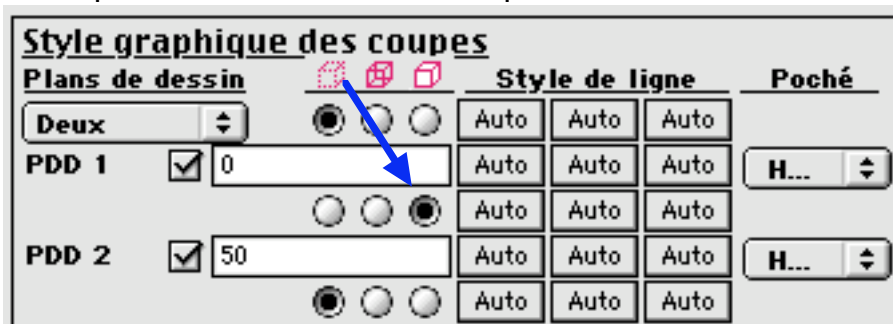 Style graphique des coupes
Plans de dessin Style de ligne Poché
Deux Auto Auto Auto
PDD 1 0 Auto Auto Auto H...
Auto Auto Auto
PDD 2 50 Auto Auto Auto H...
Auto Auto Auto